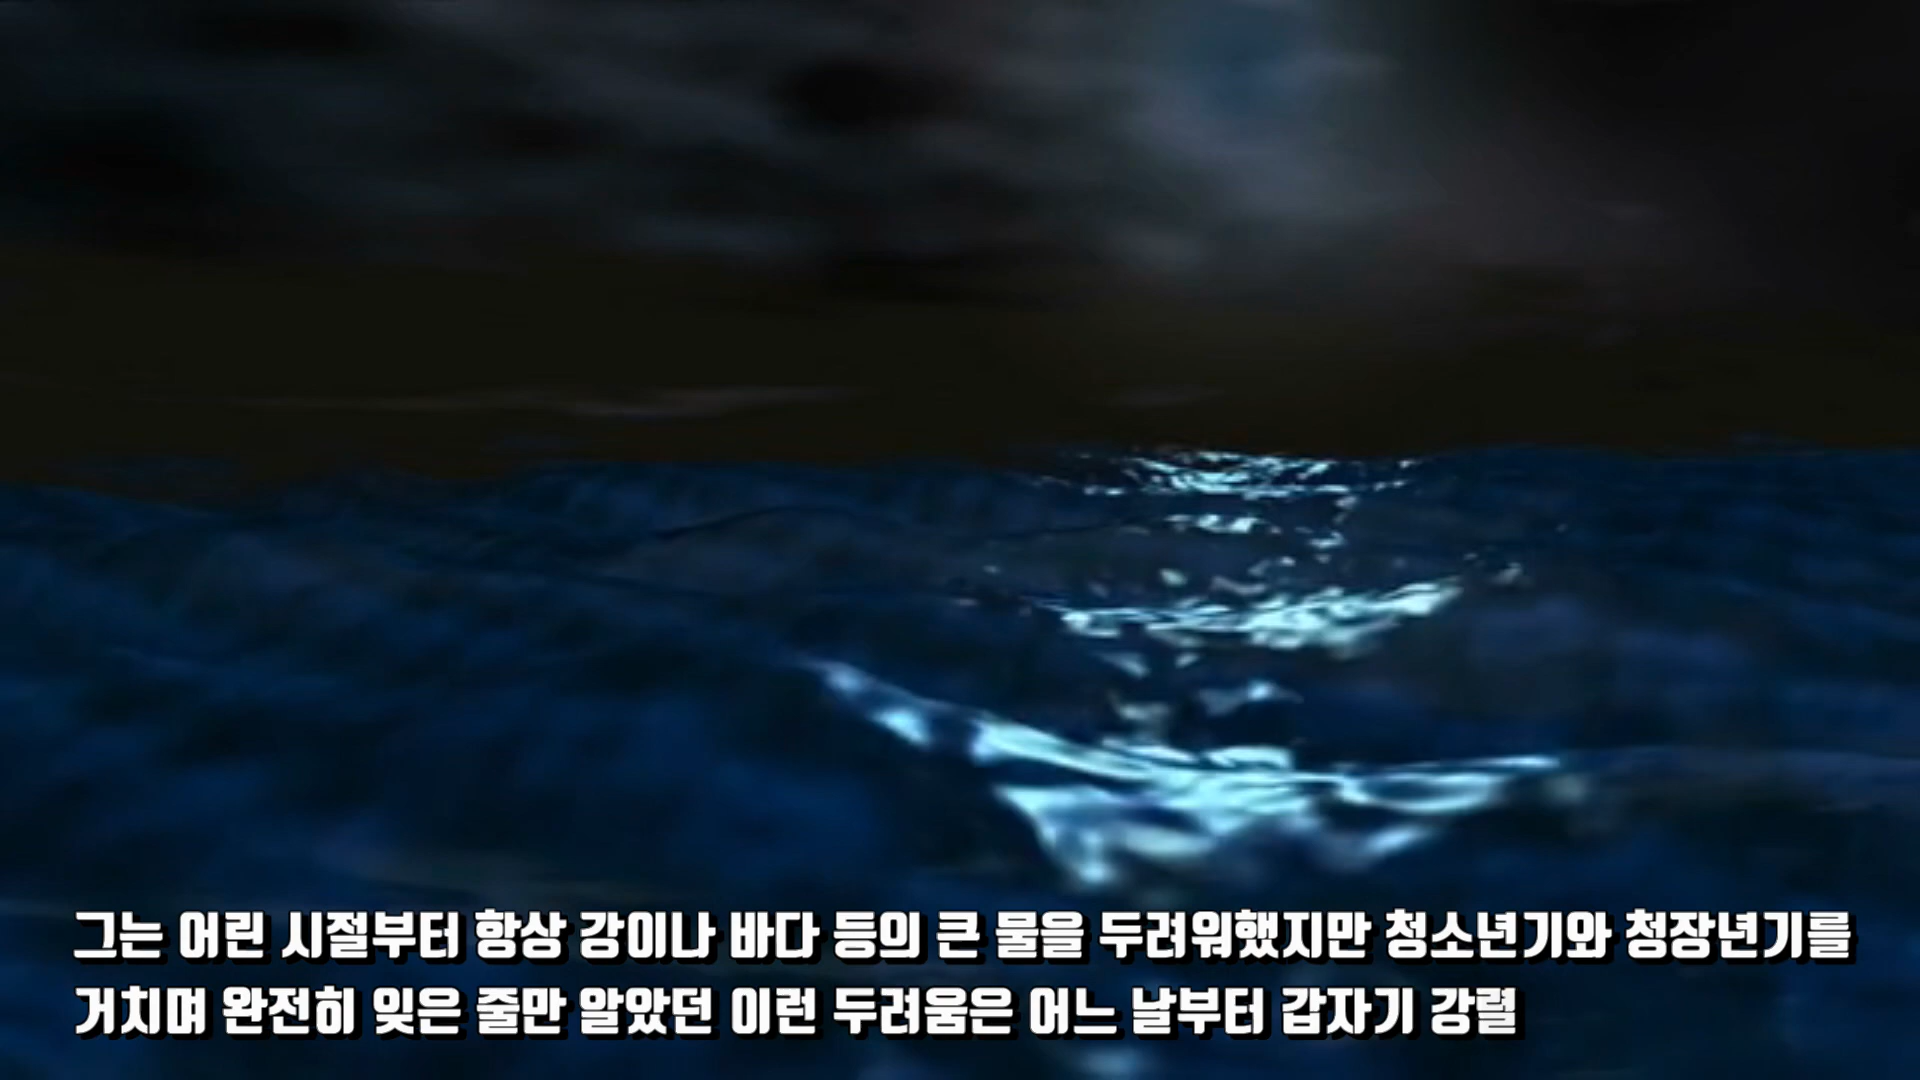 그는 어린 시절부터 항상 강이나 바다 등의 큰 물을 두려워했지만 청소년기와 청장년기를
거치며 완전히 잊은 줄만 알았던 이런 두려움은 어느 날부터 갑자기 강렬